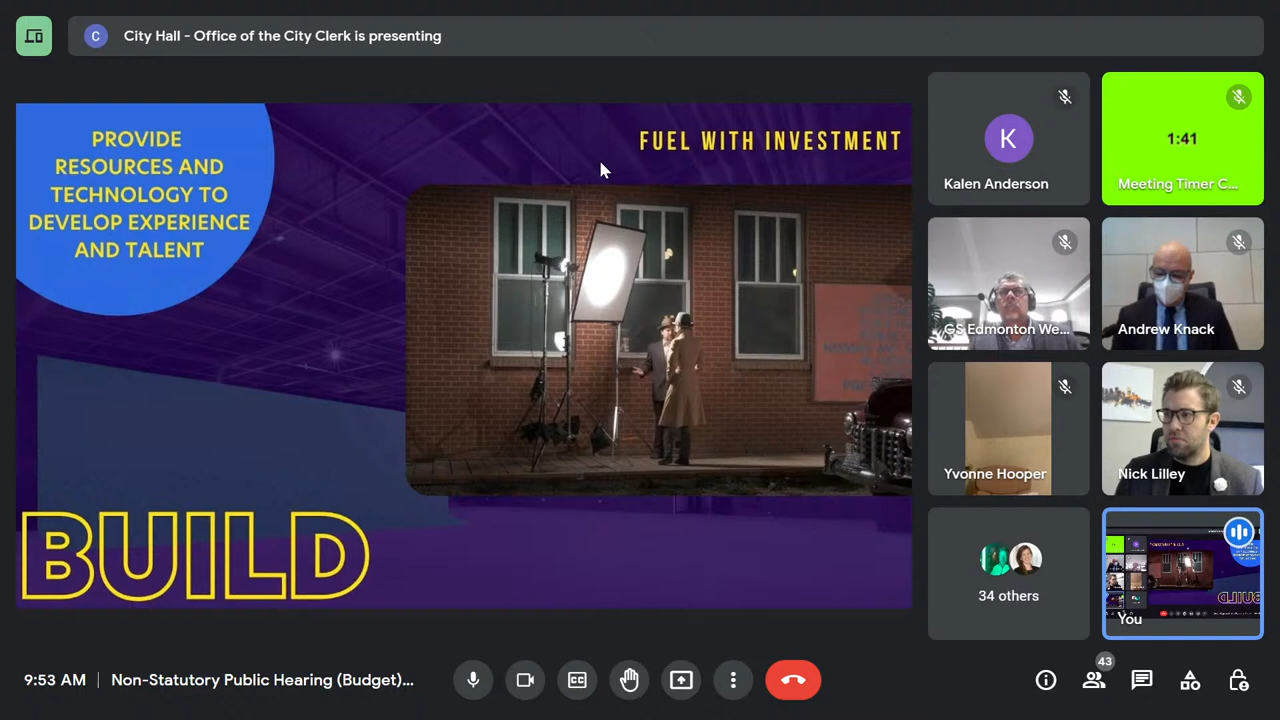 C
City Hall - Office of the City Clerk is presenting
PROVIDE
RESOURCES AND
TECHNOLOGY TO
DEVELOP EXPERIENCE
AND TALENT
FUEL WITH INVESTMENT
BUILD
K
Kalen Anderson
1:41
Meeting Timer C...
GS Edmonton We...
Andrew Knack
Yvonne Hooper
Nick Lilley
34 others
You
9:53 AM
Non-Statutory Public Hearing (Budget)...
43